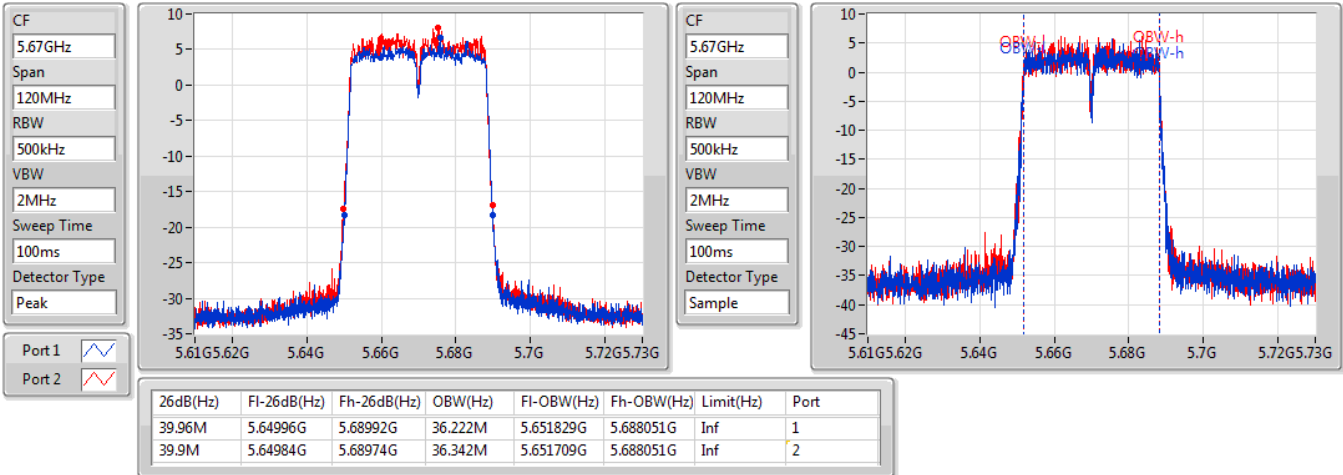 CF
5.67GHz
Span
120MHz
RBW
500kHz
VBW
2MHz
Sweep Time
100ms
Detector Type
Peak
Port 1
Port 2
10
5
0
-5
-10
-15
-20
-25
-30
-35
5.61G 5.62G 5.64G 5.66G 5.68G 5.7G 5.72G 5.73G
CF
5.67GHz
Span
120MHz
RBW
500kHz
VBW
2MHz
Sweep Time
100ms
Detector Type
Sample
10
5
0
-5
-10
-15
-20
-25
-30
-35
-40
-45
OBW-h
OBW-h
5.61G 5.62G 5.64G 5.66G 5.68G 5.7G 5.72G 5.73G
26dB(Hz) Fl-26dB(Hz) Fh-26dB(Hz) OBW(Hz) Fl-OBW(Hz) Fh-OBW(Hz) Limit(Hz) Port
39.96M 5.64996G 5.68992G 36.222M 5.651829G 5.688051G Inf 1
39.9M 5.64984G 5.68974G 36.342M 5.651709G 5.688051G Inf 2